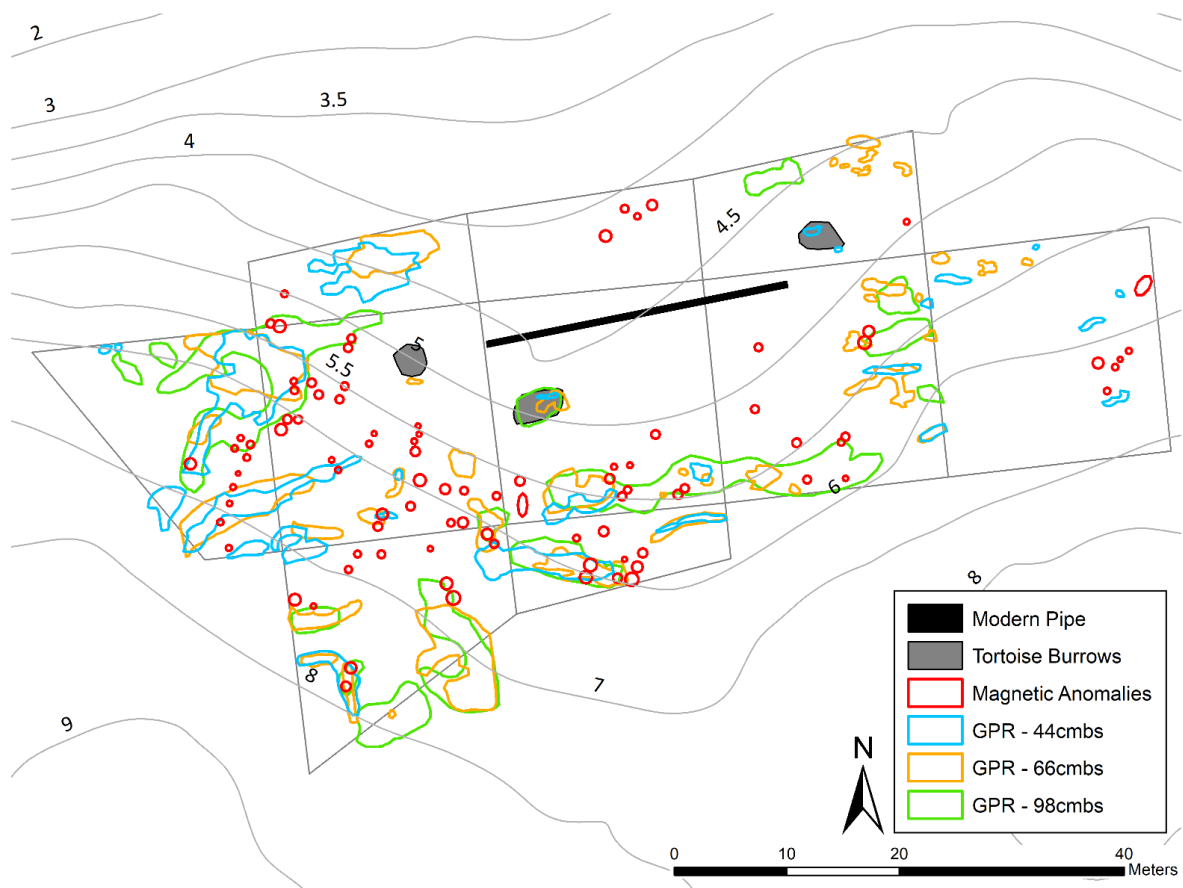 2
3
3.5
4
4.5
5
5.5
6
8
7
8
9
Modern Pipe
Tortoise Burrows
Magnetic Anomalies
GPR - 44cmbs
GPR - 66cmbs
GPR - 98cmbs
N
0 10 20 40
Meters